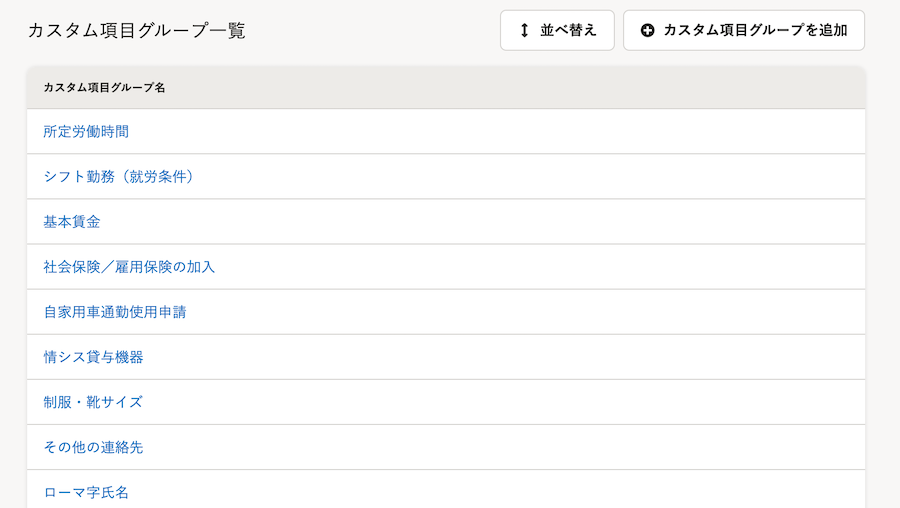 カスタム項目グループ一覧
並べ替え
カスタム項目グループを追加
カスタム項目グループ名
所定労働時間
シフト勤務（就労条件）
基本賃金
社会保険／雇用保険の加入
自家用車通勤使用申請
情シス貸与機器
制服・靴サイズ
その他の連絡先
ローマ字氏名